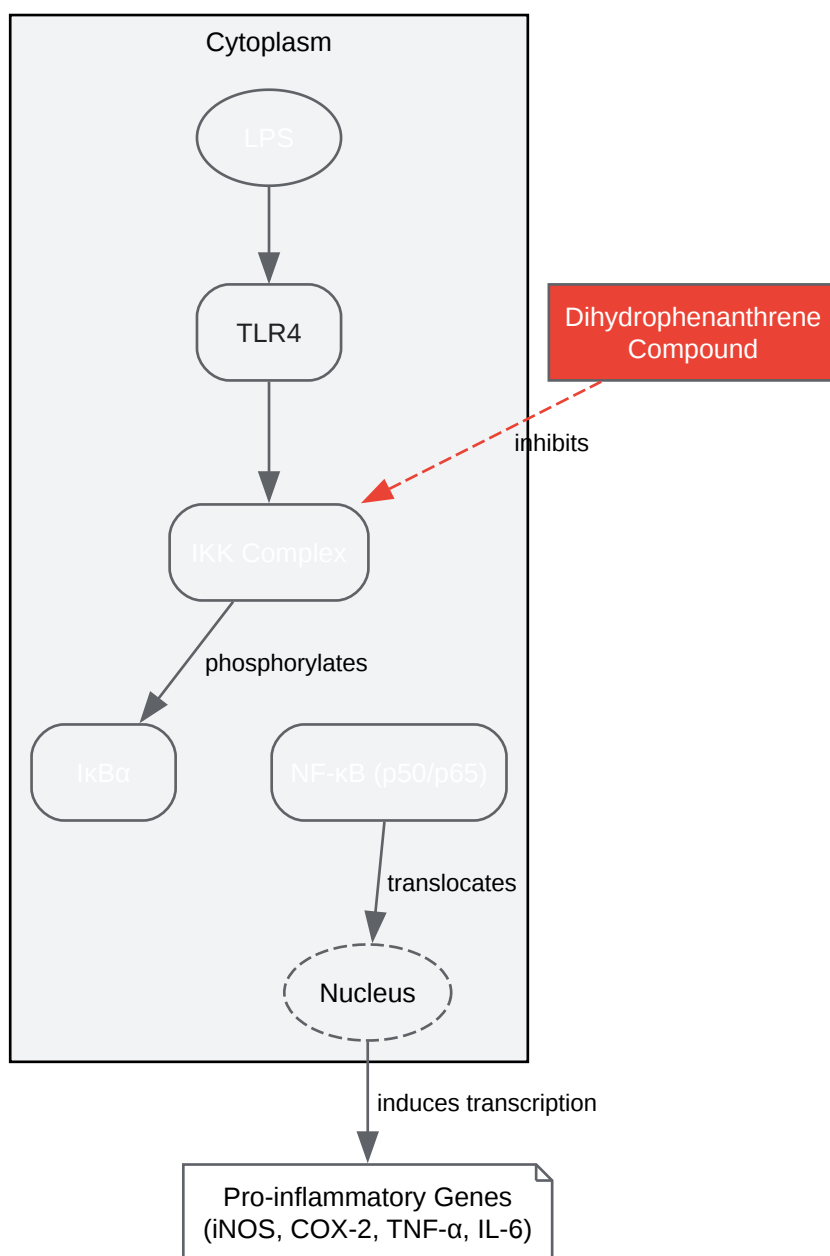 Cytoplasm
LPS
TLR4
Dihydrophenanthrene
Compound
inhibits
IKK Complex
phosphorylates
IκBα
NF-κB (p50/p65)
translocates
Nucleus
induces transcription
Pro-inflammatory Genes
(iNOS, COX-2, TNF-α, IL-6)